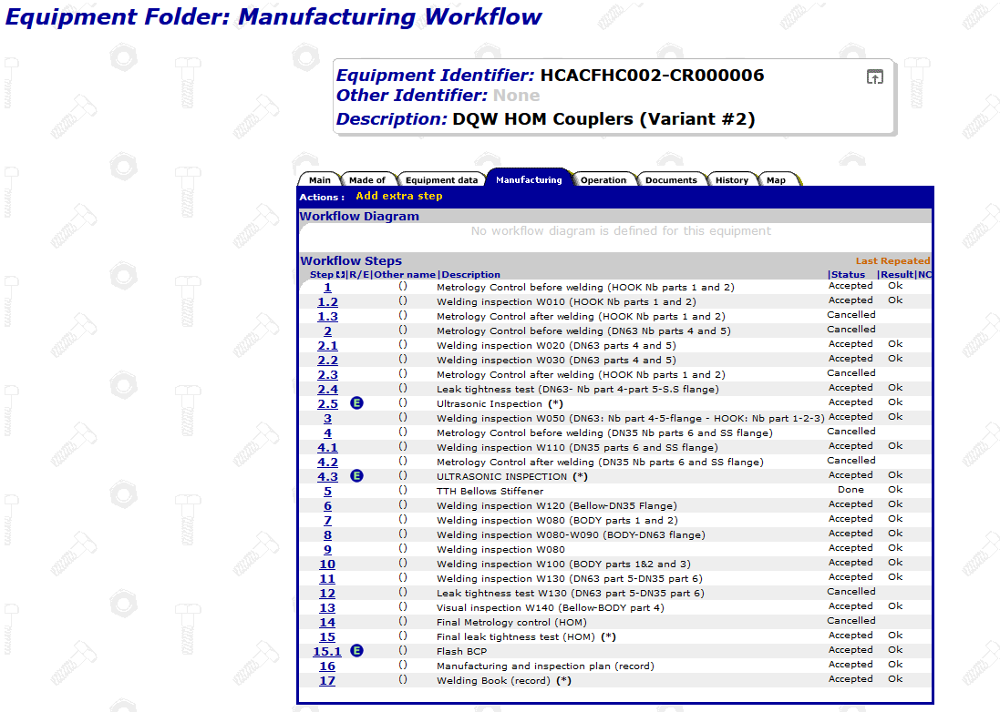 Equipment Folder: Manufacturing Workflow
Equipment Identifier: HCACFHC002-CR000006
Other Identifier: None
Description: DQW HOM Couplers (Variant #2)
Main Made of Equipment data Manufacturing Operation Documents History Map
Actions : Add extra step
Workflow Diagram
No workflow diagram is defined for this equipment
Workflow Steps Last Repeated
Step |R/E|Other name|Description |Status |Result|NC
1 () Metrology Control before welding (HOOK Nb parts 1 and 2) Accepted Ok
1.2 () Welding inspection W010 (HOOK Nb parts 1 and 2) Accepted Ok
1.3 () Metrology Control after welding (HOOK Nb parts 1 and 2) Cancelled
2 () Metrology Control before welding (DN63 Nb parts 4 and 5) Cancelled
2.1 () Welding inspection W020 (DN63 parts 4 and 5) Accepted Ok
2.2 () Welding inspection W030 (DN63 parts 4 and 5) Accepted Ok
2.3 () Metrology Control after welding (HOOK Nb parts 1 and 2) Cancelled
2.4 () Leak tightness test (DN63- Nb part 4-part 5-S.S flange) Accepted Ok
2.5 E () Ultrasonic Inspection (*) Accepted Ok
3 () Welding inspection W050 (DN63: Nb part 4-5-flange - HOOK: Nb part 1-2-3) Accepted Ok
4 () Metrology Control before welding (DN35 Nb parts 6 and SS flange) Cancelled
4.1 () Welding inspection W110 (DN35 parts 6 and SS flange) Accepted Ok
4.2 () Metrology Control after welding (DN35 Nb parts 6 and SS flange) Cancelled
4.3 E () ULTRASONIC INSPECTION (*) Accepted Ok
5 () TTH Bellows Stiffener Done Ok
6 () Welding inspection W120 (Bellow-DN35 Flange) Accepted Ok
7 () Welding inspection W080 (BODY parts 1 and 2) Accepted Ok
8 () Welding inspection W080-W090 (BODY-DN63 flange) Accepted Ok
9 () Welding inspection W080 Accepted Ok
10 () Welding inspection W100 (BODY parts 1&2 and 3) Accepted Ok
11 () Welding inspection W130 (DN63 part 5-DN35 part 6) Accepted Ok
12 () Leak tightness test W130 (DN63 part 5-DN35 part 6) Cancelled
13 () Visual inspection W140 (Bellow-BODY part 4) Accepted Ok
14 () Final Metrology control (HOM) Cancelled
15 () Final leak tightness test (HOM) (*) Accepted Ok
15.1 E () Flash BCP Accepted Ok
16 () Manufacturing and inspection plan (record) Accepted Ok
17 () Welding Book (record) (*) Accepted Ok